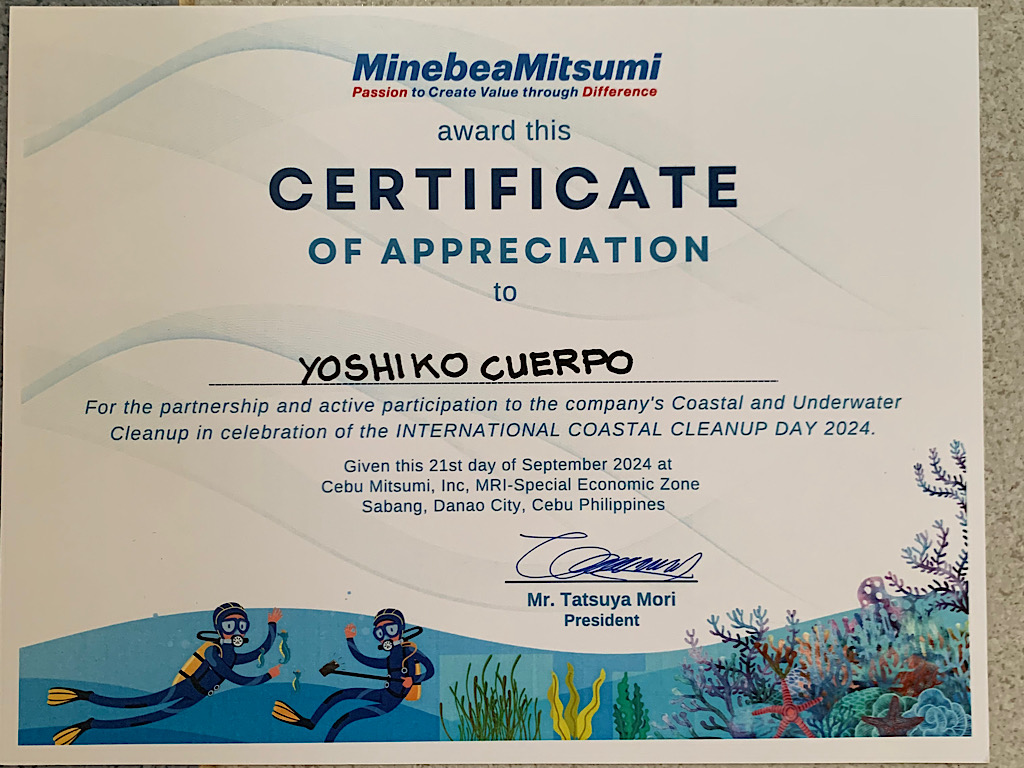 MinebeaMitsumi
Passion to Create Value through Difference
award this
CERTIFICATE
OF APPRECIATION
to
YOSHIKO CUERPO
For the partnership and active participation to the company's Coastal and Underwater
Cleanup in celebration of the INTERNATIONAL COASTAL CLEANUP DAY 2024.
Given this 21st day of September 2024 at
Cebu Mitsumi, Inc, MRI-Special Economic Zone
Sabang, Danao City, Cebu Philippines
Mr. Tatsuya Mori
President